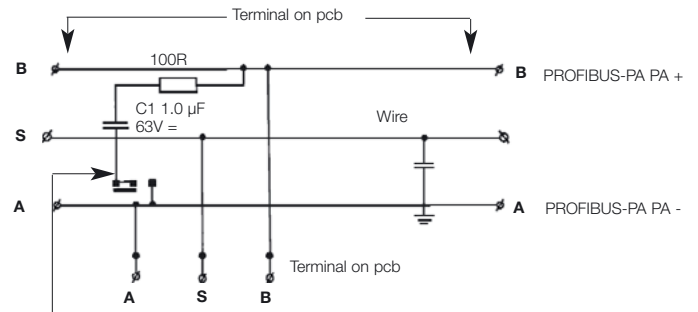 Terminal on pcb
B
100R
B PROFIBUS-PA PA +
C1 1.0 µF
63V =
Wire
S
A
A PROFIBUS-PA PA -
Terminal on pcb
A S B